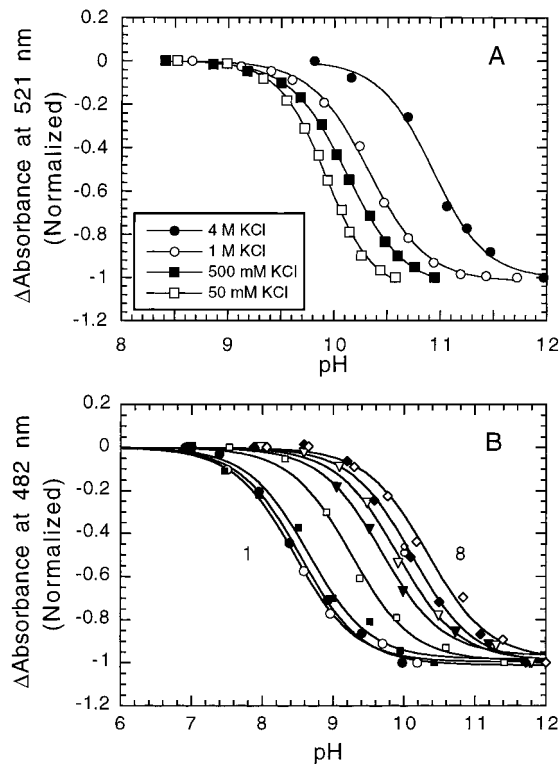 A
0
-0.2
-0.4
-0.6
-0.8
-1
-1.2
ΔAbsorbance at 521 nm
(Normalized)
4 M KCl
1 M KCl
500 mM KCl
50 mM KCl
8 9 10 11 12
pH
B
0.2
0
-0.2
-0.4
-0.6
-0.8
-1
-1.2
ΔAbsorbance at 482 nm
(Normalized)
1
8
6 7 8 9 10 11 12
pH